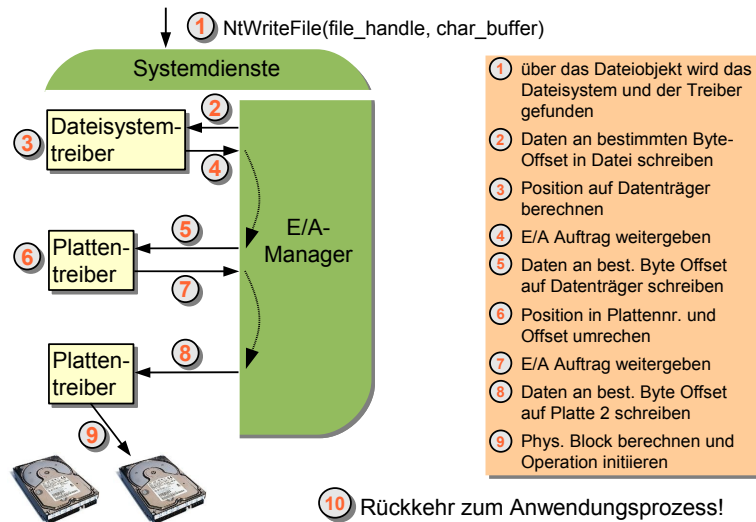 1 NtWriteFile(file_handle, char_buffer)
Systemdienste
2
3 Dateisystem-
treiber
4
5
6 Platten-
treiber
7
E/A-
Manager
8
Platten-
treiber
9
1 über das Dateiobjekt wird das
Dateisystem und der Treiber
gefunden
2 Daten an bestimmten Byte-
Offset in Datei schreiben
3 Position auf Datenträger
berechnen
4 E/A Auftrag weitergeben
5 Daten an best. Byte Offset
auf Datenträger schreiben
6 Position in Plattennr. und
Offset umrechen
7 E/A Auftrag weitergeben
8 Daten an best. Byte Offset
auf Platte 2 schreiben
9 Phys. Block berechnen und
Operation initiieren
10 Rückkehr zum Anwendungsprozess!